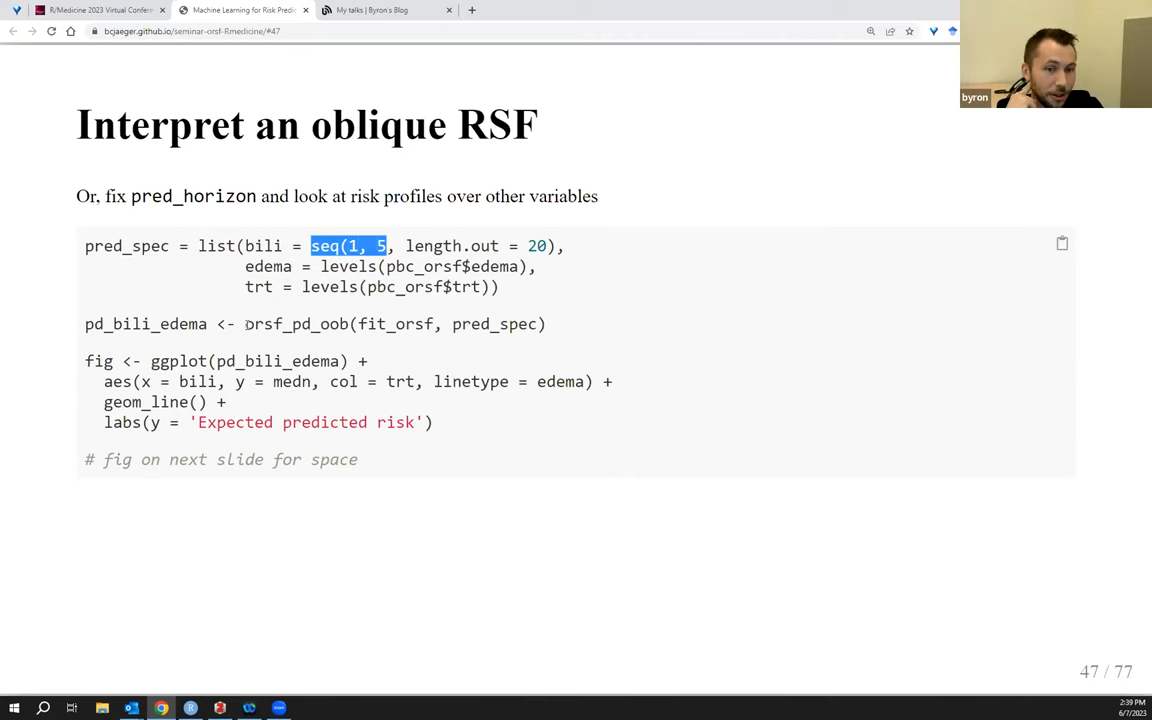 R/Medicine 2023 Virtual Confere
Machine Learning for Risk Predic
My talks | Byron's Blog
bcjaeger.github.io/seminar-orsf-Rmedicine/#47
byron
Interpret an oblique RSF
Or, fix pred_horizon and look at risk profiles over other variables
pred_spec = list(bili = seq(1, 5, length.out = 20),
edema = levels(pbc_orsf$edema),
trt = levels(pbc_orsf$trt))
pd_bili_edema <- orsf_pd_oob(fit_orsf, pred_spec)
fig <- ggplot(pd_bili_edema) +
aes(x = bili, y = medn, col = trt, linetype = edema) +
geom_line() +
labs(y = 'Expected predicted risk')
# fig on next slide for space
47 / 77
2:39 PM
6/7/2023